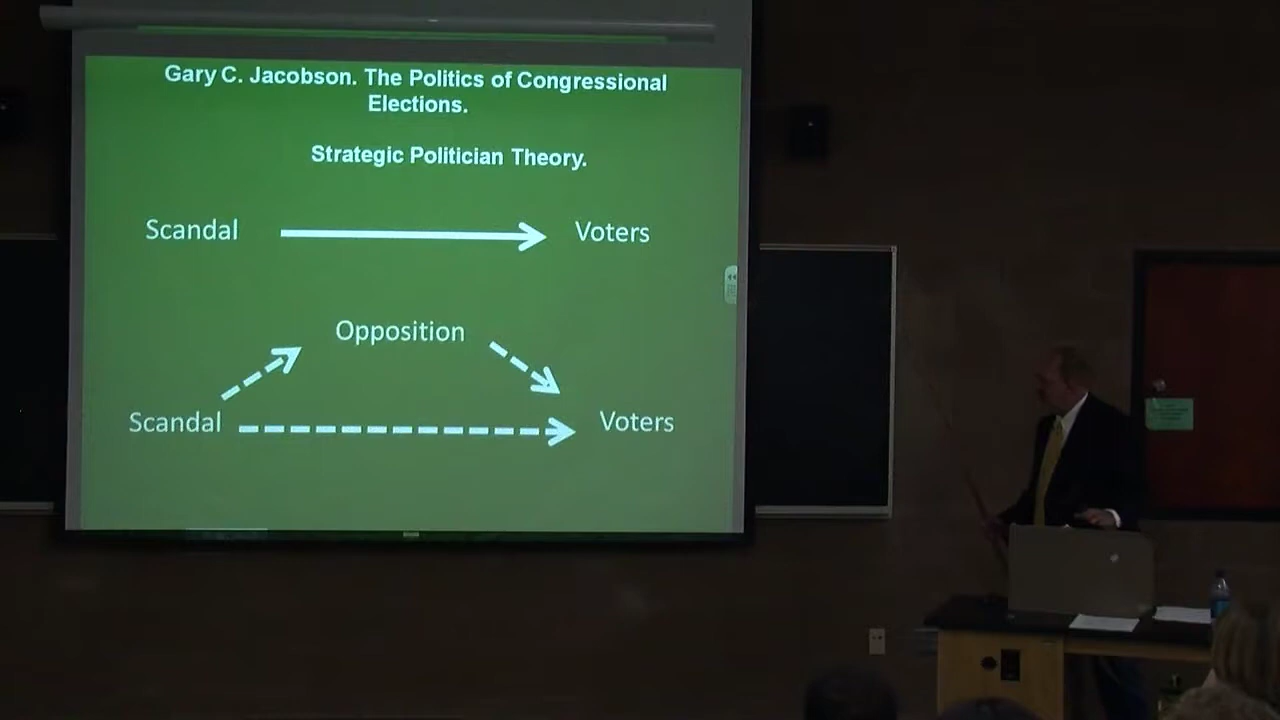 Gary C. Jacobson. The Politics of Congressional
Elections.
Strategic Politician Theory.
Scandal
Voters
Opposition
Scandal
Voters